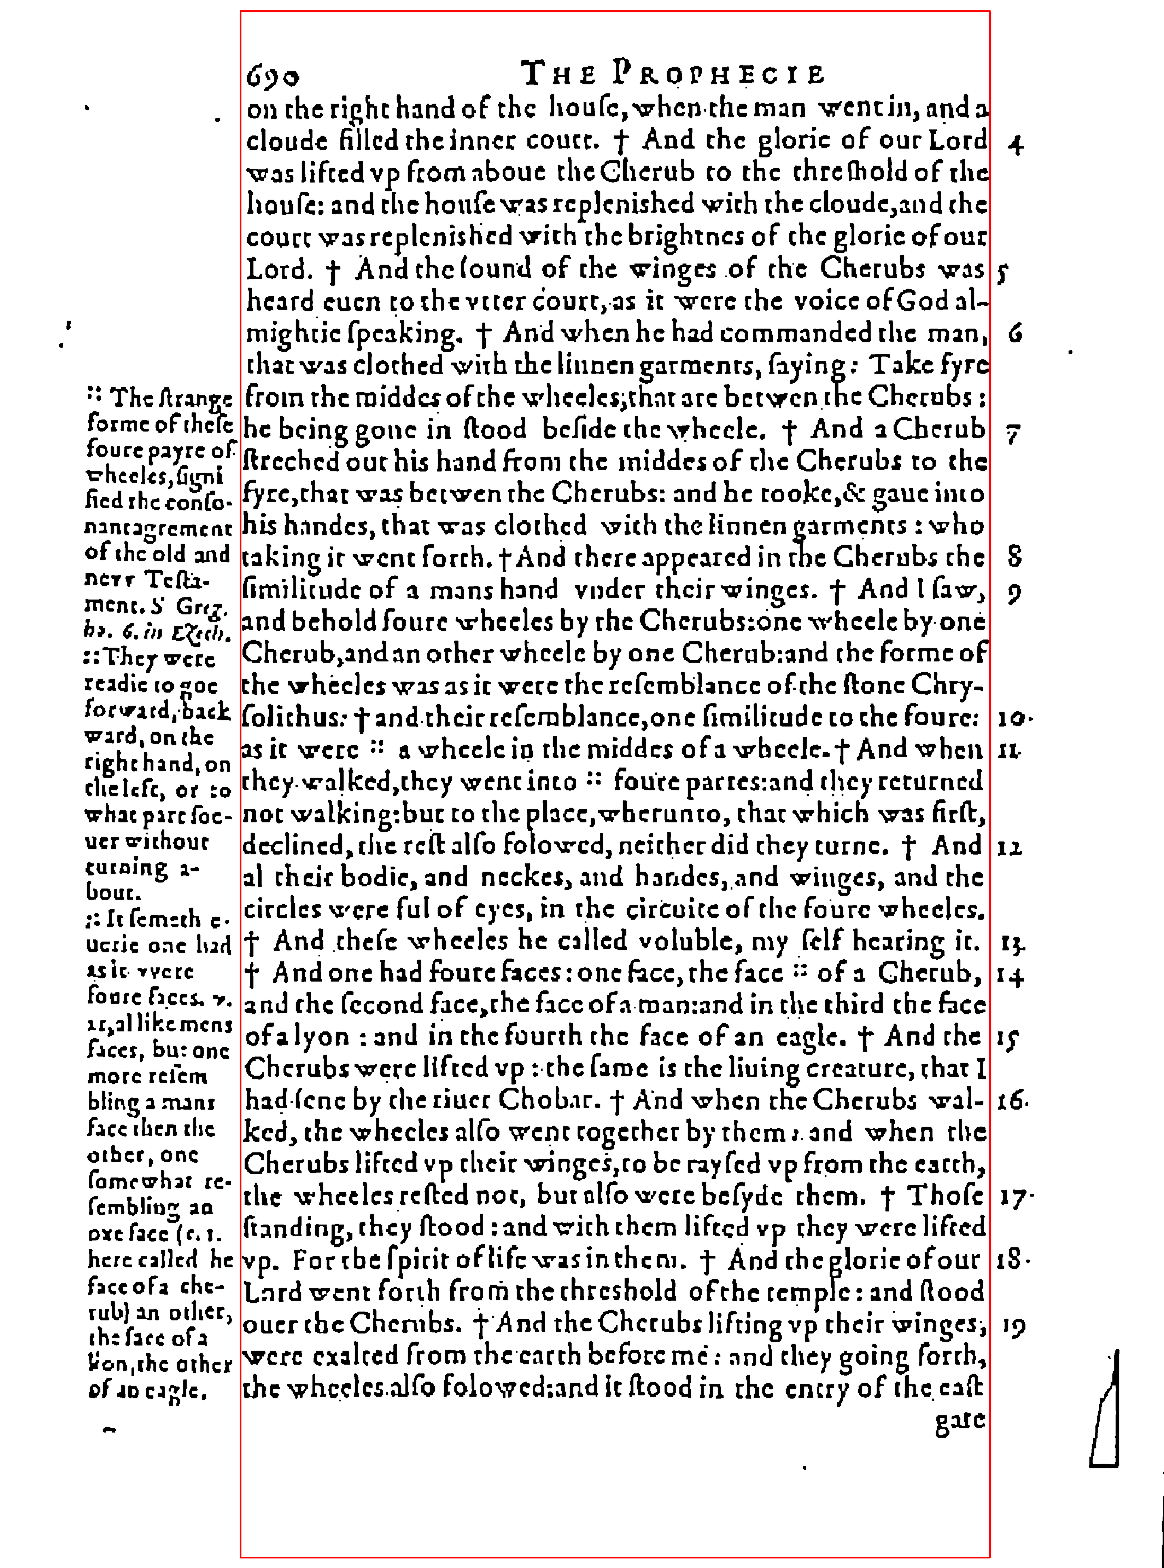 690 THE PROPHECIE
on the right hand of the houſe, when the man went in, and a
cloude filled the inner court. † And the glorie of our Lord 4
was lifted vp from aboue the Cherub to the threſhold of the
houſe: and the houſe was replenished with the cloude, and the
court was replenished with the brightnes of the glorie of our
Lord. † And the ſound of the winges of the Cherubs was 5
heard euen to the vtter court, as it were the voice of God al-
mightie ſpeaking. † And when he had commanded the man, 6
that was clothed with the linnen garments, ſaying: Take fyre
from the middes of the wheeles, that are betwen the Cherubs:
he being gone in ſtood beſide the wheele. † And a Cherub 7
ſtreched out his hand from the middes of the Cherubs to the
fyre, that was betwen the Cherubs: and he tooke, & gaue into
his handes, that was clothed with the linnen garments: who
taking it went forth. † And there appeared in the Cherubs the 8
ſimilitude of a mans hand vnder their winges. † And I ſaw, 9
and behold foure wheeles by the Cherubs: one wheele by one
Cherub, and an other wheele by one Cherub: and the forme of
the wheeles was as it were the reſemblance of the ſtone Chry-
ſolithus: † and their reſemblance, one ſimilitude to the foure: 10.
as it were :: a wheele in the middes of a wheele. † And when 11.
they walked, they went into :: foure partes: and they returned
not walking: but to the place, wherunto, that which was firſt,
declined, the reſt alſo folowed, neither did they turne. † And 12
al their bodie, and neckes, and handes, and winges, and the
circles were ful of eyes, in the circuite of the foure wheeles.
† And theſe wheeles he called voluble, my ſelf hearing it. 13.
† And one had foure faces: one face, the face :: of a Cherub, 14
and the ſecond face, the face of a man: and in the third the face
of a lyon: and in the fourth the face of an eagle. † And the 15
Cherubs were lifted vp: the ſame is the liuing creature, that I
had ſene by the riuer Chobar. † And when the Cherubs wal- 16.
ked, the wheeles alſo went together by them: and when the
Cherubs lifted vp their winges, to be rayſed vp from the earth,
the wheeles reſted not, but alſo were beſyde them. † Thoſe 17.
ſtanding, they ſtood: and with them lifted vp they were lifted
vp. For the ſpirit of life was in them. † And the glorie of our 18.
Lord went forth from the threshold of the temple: and ſtood
ouer the Cherubs. † And the Cherubs lifting vp their winges, 19
were exalted from the earth before me: and they going forth,
the wheeles alſo folowed: and it ſtood in the entry of the eaſt
gate
:: The ſtrange
forme of theſe
foure payre of
wheeles, ſigni
fied the conſo-
nant agrement
of the old and
new Teſta-
ment. S Greg.
ho. 6. in Ezech.
:: They were
readie to goe
forward, back
ward, on the
right hand, on
the left, or to
what part ſoe-
uer without
turning a-
bout.
:: It ſemeth e-
uerie one had
as it were
foure faces. v.
21, al like mens
faces, but one
more reſem
bling a mans
face then the
other, one
ſomewhat re-
ſembling an
oxe face (c. 1.
here called he
face of a che-
rub) an other,
the face of a
lion, the other
of an eagle.